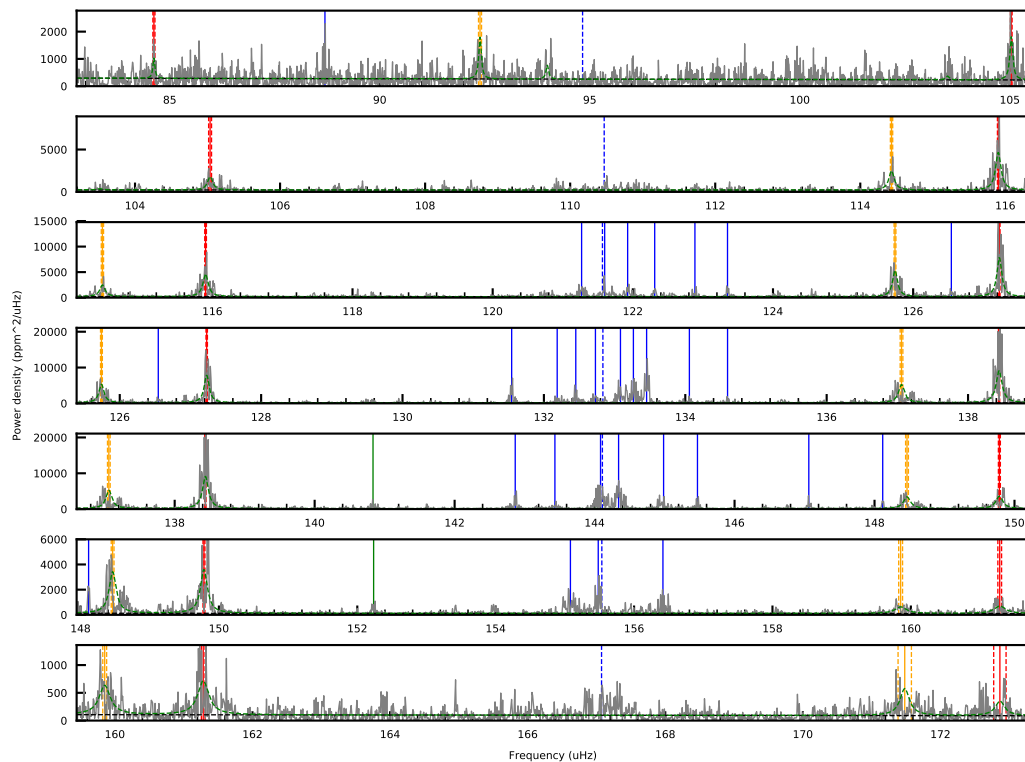 2000
1000
0
85 90 95 100 105
5000
0
104 106 108 110 112 114 116
15000
10000
5000
0
116 118 120 122 124 126
20000
10000
0
126 128 130 132 134 136 138
20000
10000
0
138 140 142 144 146 148 150
6000
4000
2000
0
148 150 152 154 156 158 160
1000
500
0
160 162 164 166 168 170 172
Power density (ppm^2/uHz)
Frequency (uHz)